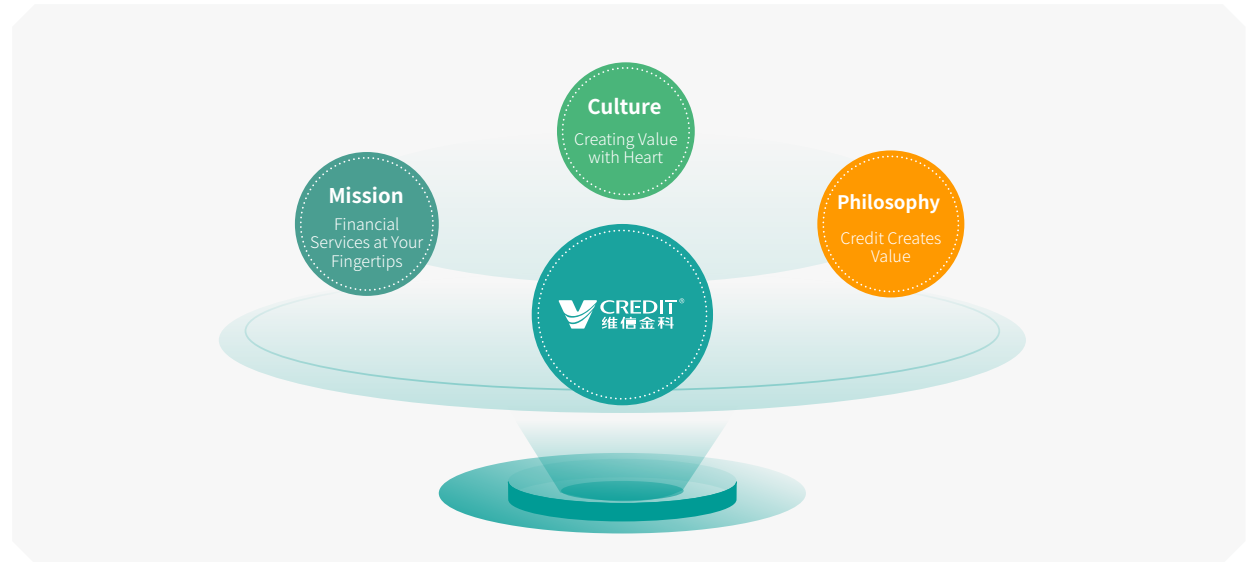 Culture
Creating Value
with Heart
Mission
Financial
Services at Your
Fingertips
Philosophy
Credit Creates
Value
V CREDIT®
维信金科